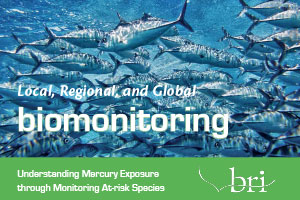 Local, Regional, and Global
biomonitoring
Understanding Mercury Exposure
through Monitoring At-risk Species
bri